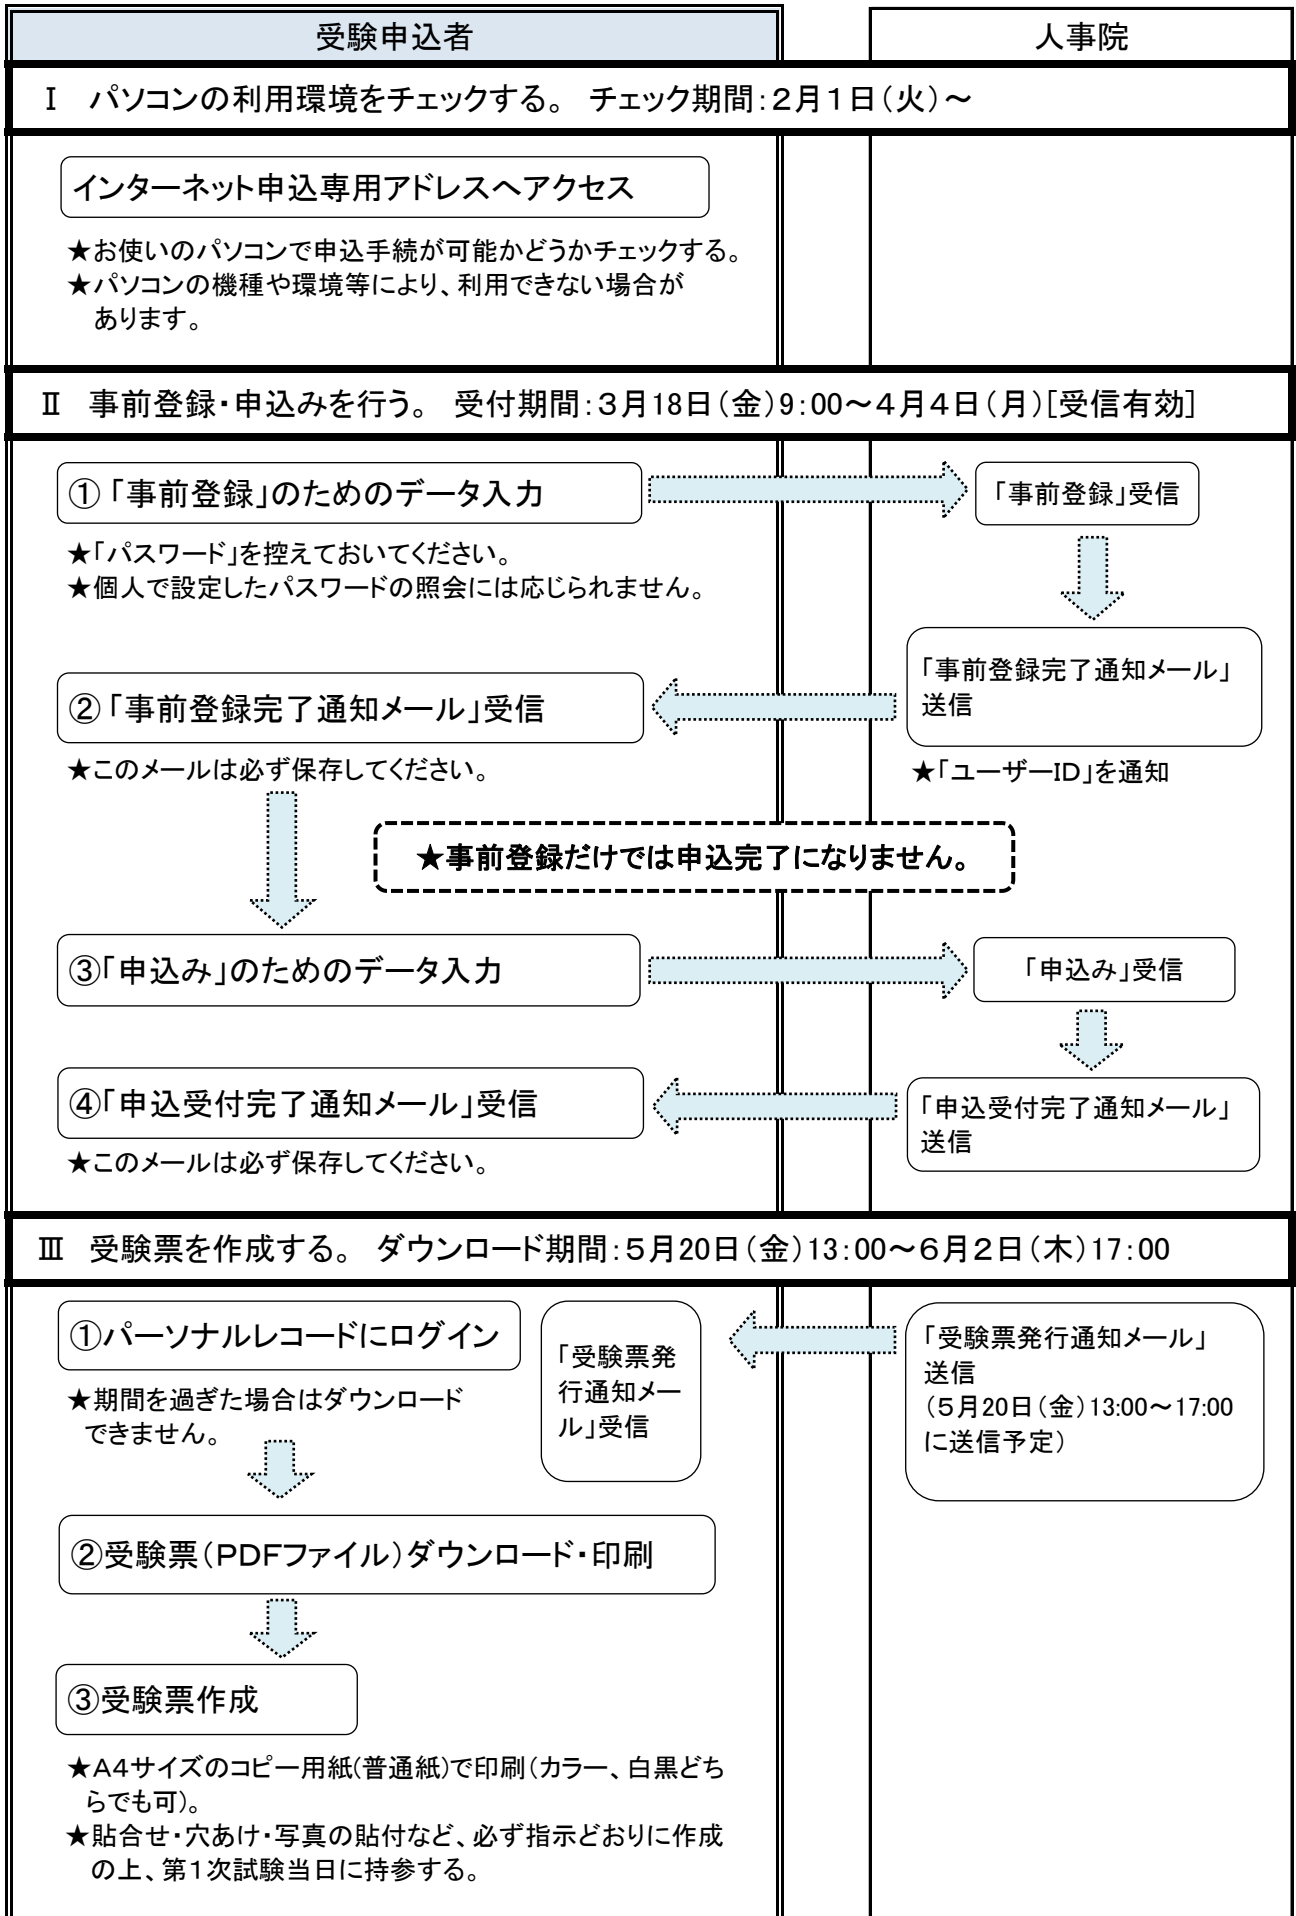 受験申込者
人事院
Ⅰ　パソコンの利用環境をチェックする。　チェック期間：２月１日（火）～
インターネット申込専用アドレスへアクセス
★お使いのパソコンで申込手続が可能かどうかチェックする。
★パソコンの機種や環境等により、利用できない場合が
あります。
Ⅱ　事前登録・申込みを行う。　受付期間：３月18日（金）9：00～４月４日（月）[受信有効]
①「事前登録」のためのデータ入力
「事前登録」受信
★「パスワード」を控えておいてください。
★個人で設定したパスワードの照会には応じられません。
「事前登録完了通知メール」
送信
②「事前登録完了通知メール」受信
★このメールは必ず保存してください。
★「ユーザーID」を通知
★事前登録だけでは申込完了になりません。
③「申込み」のためのデータ入力
「申込み」受信
④「申込受付完了通知メール」受信
「申込受付完了通知メール」
送信
★このメールは必ず保存してください。
Ⅲ　受験票を作成する。　ダウンロード期間：５月20日（金）13：00～６月２日（木）17：00
①パーソナルレコードにログイン
★期間を過ぎた場合はダウンロード
できません。
「受験票発
行通知メー
ル」受信
「受験票発行通知メール」
送信
（５月20日（金）13:00～17:00
に送信予定）
②受験票（PDFファイル）ダウンロード・印刷
③受験票作成
★Ａ４サイズのコピー用紙(普通紙)で印刷（カラー、白黒どち
らでも可）。
★貼合せ・穴あけ・写真の貼付など、必ず指示どおりに作成
の上、第１次試験当日に持参する。